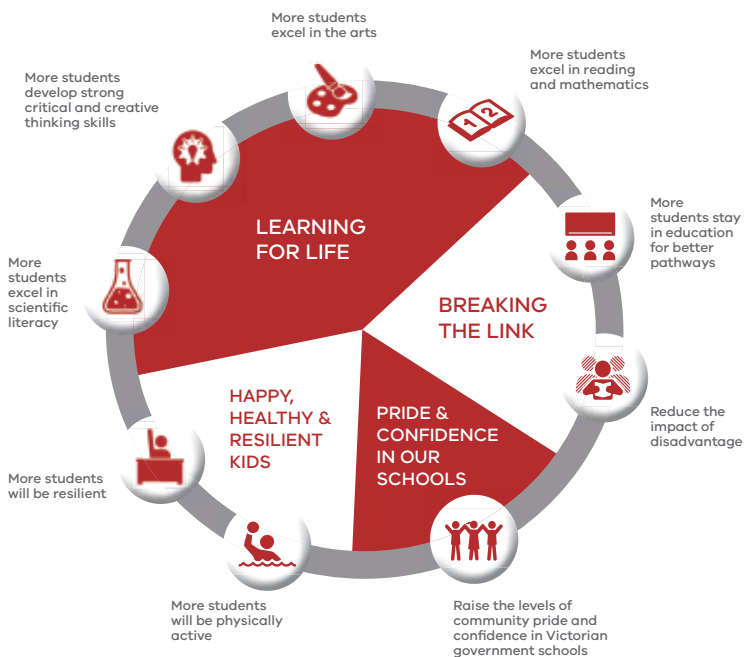 More students
excel in the arts
More students
excel in reading
and mathematics
More students
develop strong
critical and creative
thinking skills
1 2
More
students stay
in education
for better
pathways
LEARNING
FOR LIFE
More
students
excel in
scientific
literacy
BREAKING
THE LINK
HAPPY,
HEALTHY &
RESILIENT
KIDS
PRIDE &
CONFIDENCE
IN OUR
SCHOOLS
Reduce the
impact of
disadvantage
More students
will be resilient
More students
will be physically
active
Raise the levels of
community pride and
confidence in Victorian
government schools